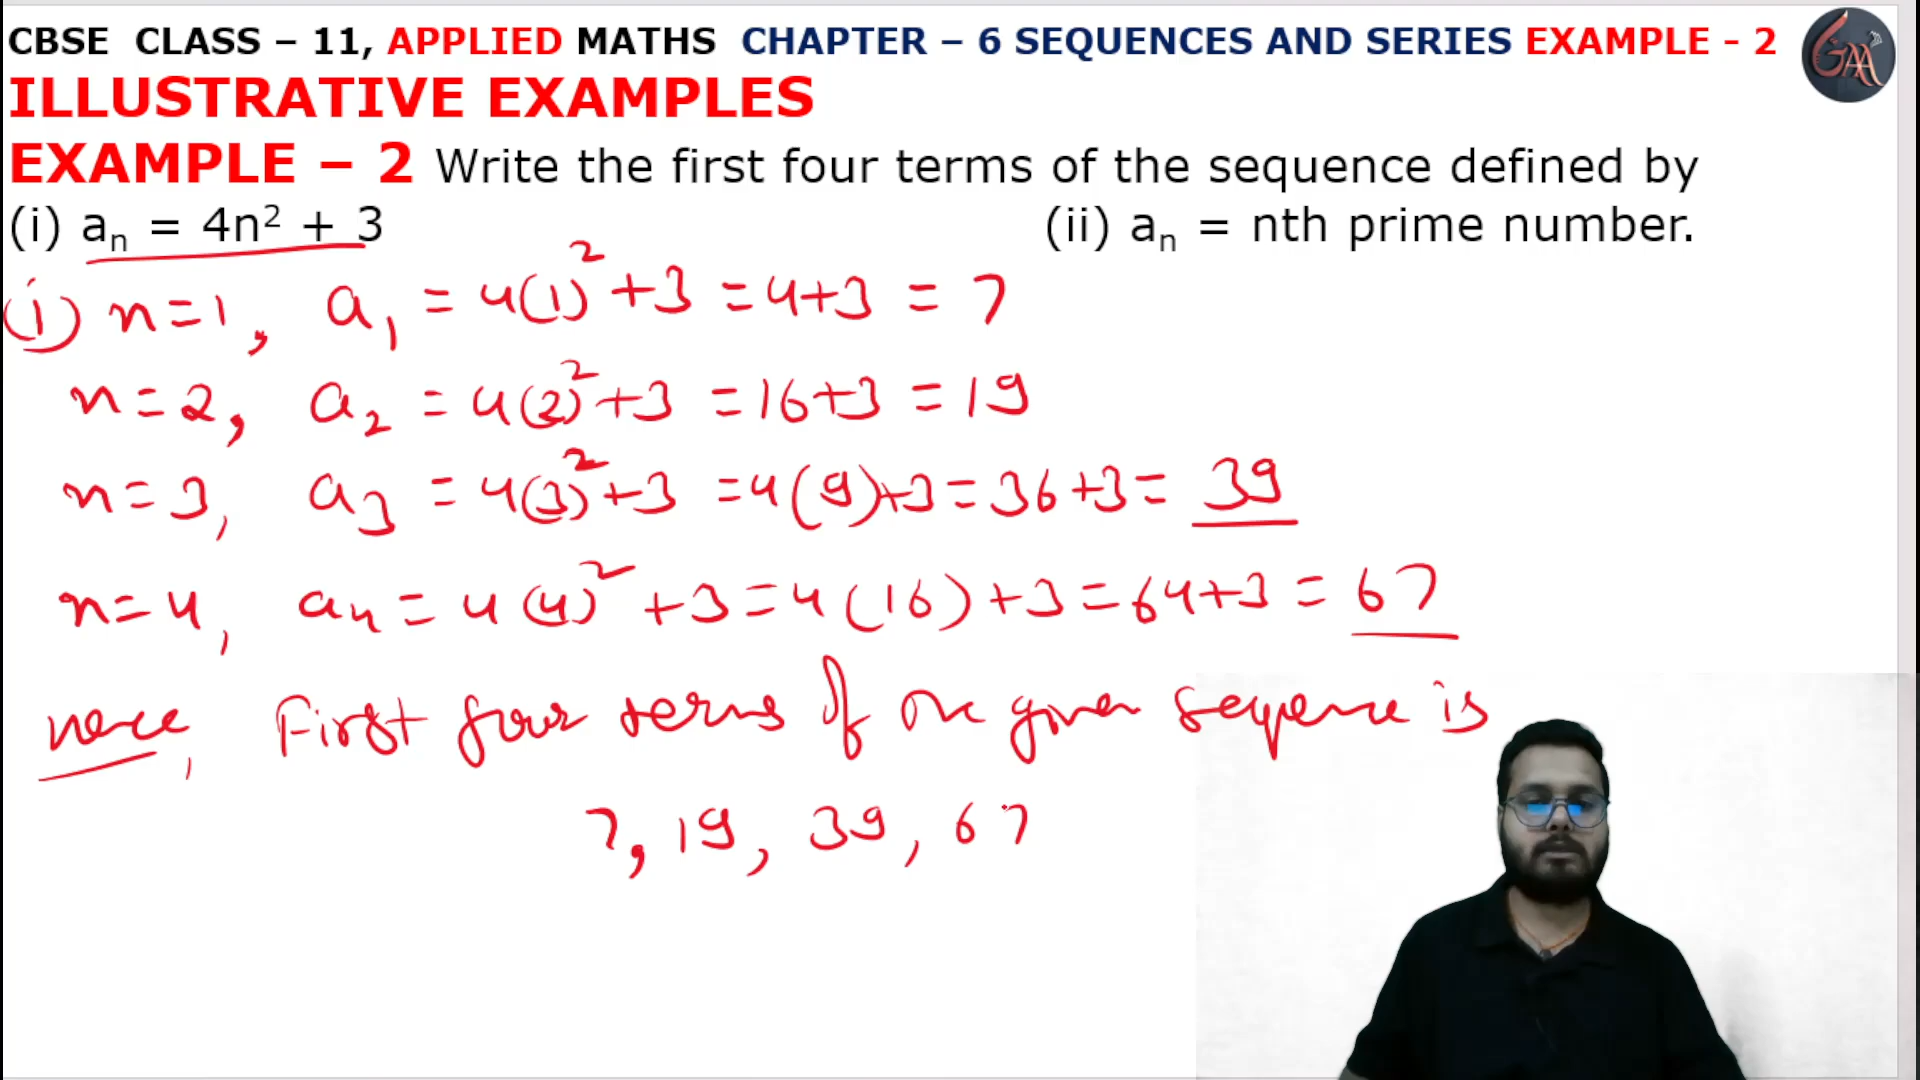 CBSE CLASS – 11, APPLIED MATHS CHAPTER – 6 SEQUENCES AND SERIES EXAMPLE - 2
ILLUSTRATIVE EXAMPLES
EXAMPLE – 2 Write the first four terms of the sequence defined by
(i) aₙ = 4n² + 3 (ii) aₙ = nth prime number.
(i) n=1, a₁ = 4(1)²+3 = 4+3 = 7
n=2, a₂ = 4(2)²+3 = 16+3 = 19
n=3, a₃ = 4(3)²+3 = 4(9)+3 = 36+3 = 39
n=4, a₄ = 4(4)²+3 = 4(16)+3 = 64+3 = 67
First four terms of the given sequence is
7, 19, 39, 67